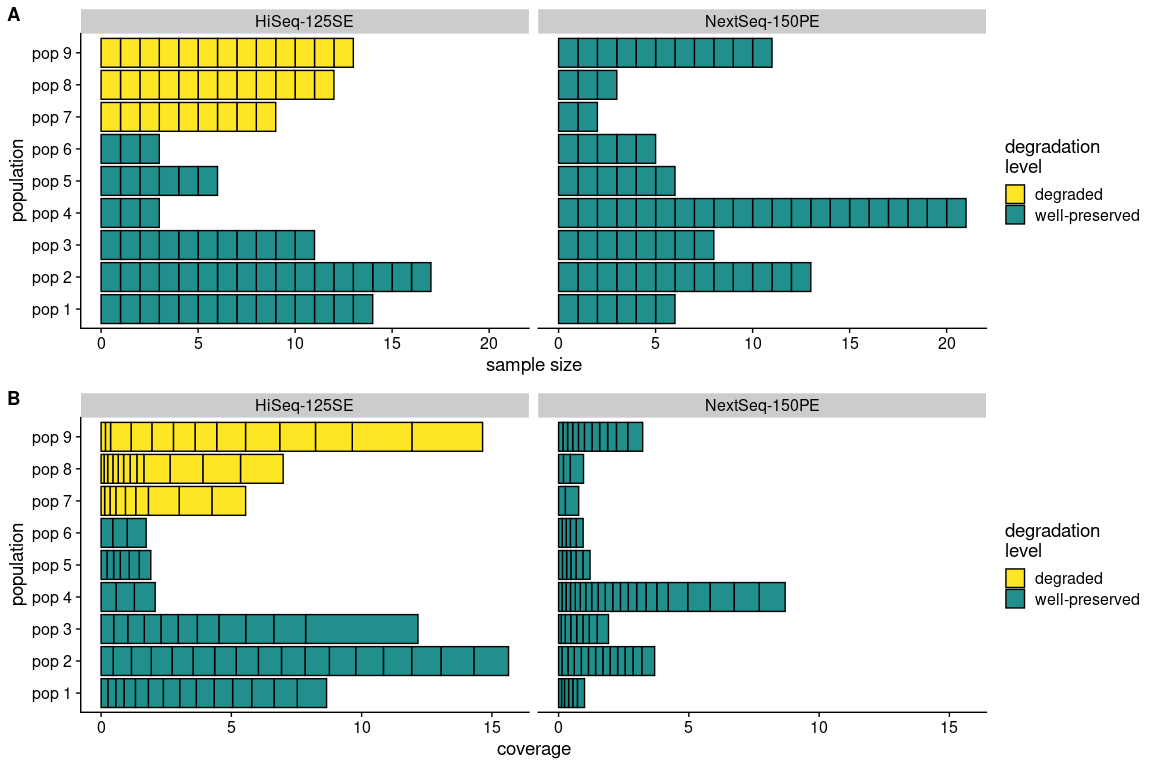 A
HiSeq-125SE
NextSeq-150PE
population
pop 9
pop 8
pop 7
pop 6
pop 5
pop 4
pop 3
pop 2
pop 1
0 5 10 15 20
0 5 10 15 20
sample size
degradation
level
degraded
well-preserved
B
HiSeq-125SE
NextSeq-150PE
population
pop 9
pop 8
pop 7
pop 6
pop 5
pop 4
pop 3
pop 2
pop 1
0 5 10 15
0 5 10 15
coverage
degradation
level
degraded
well-preserved